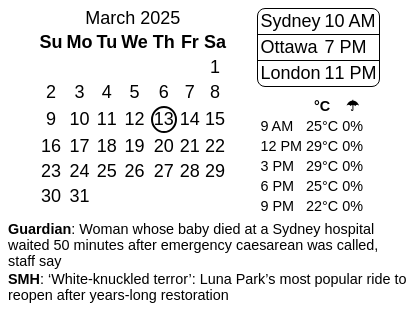 March 2025
Su Mo Tu We Th Fr Sa
1
2 3 4 5 6 7 8
9 10 11 12 13 14 15
16 17 18 19 20 21 22
23 24 25 26 27 28 29
30 31
Sydney 10 AM
Ottawa 7 PM
London 11 PM
°C ☂
9 AM 25°C 0%
12 PM 29°C 0%
3 PM 29°C 0%
6 PM 25°C 0%
9 PM 22°C 0%
Guardian: Woman whose baby died at a Sydney hospital
waited 50 minutes after emergency caesarean was called,
staff say
SMH: ‘White-knuckled terror’: Luna Park’s most popular ride to
reopen after years-long restoration